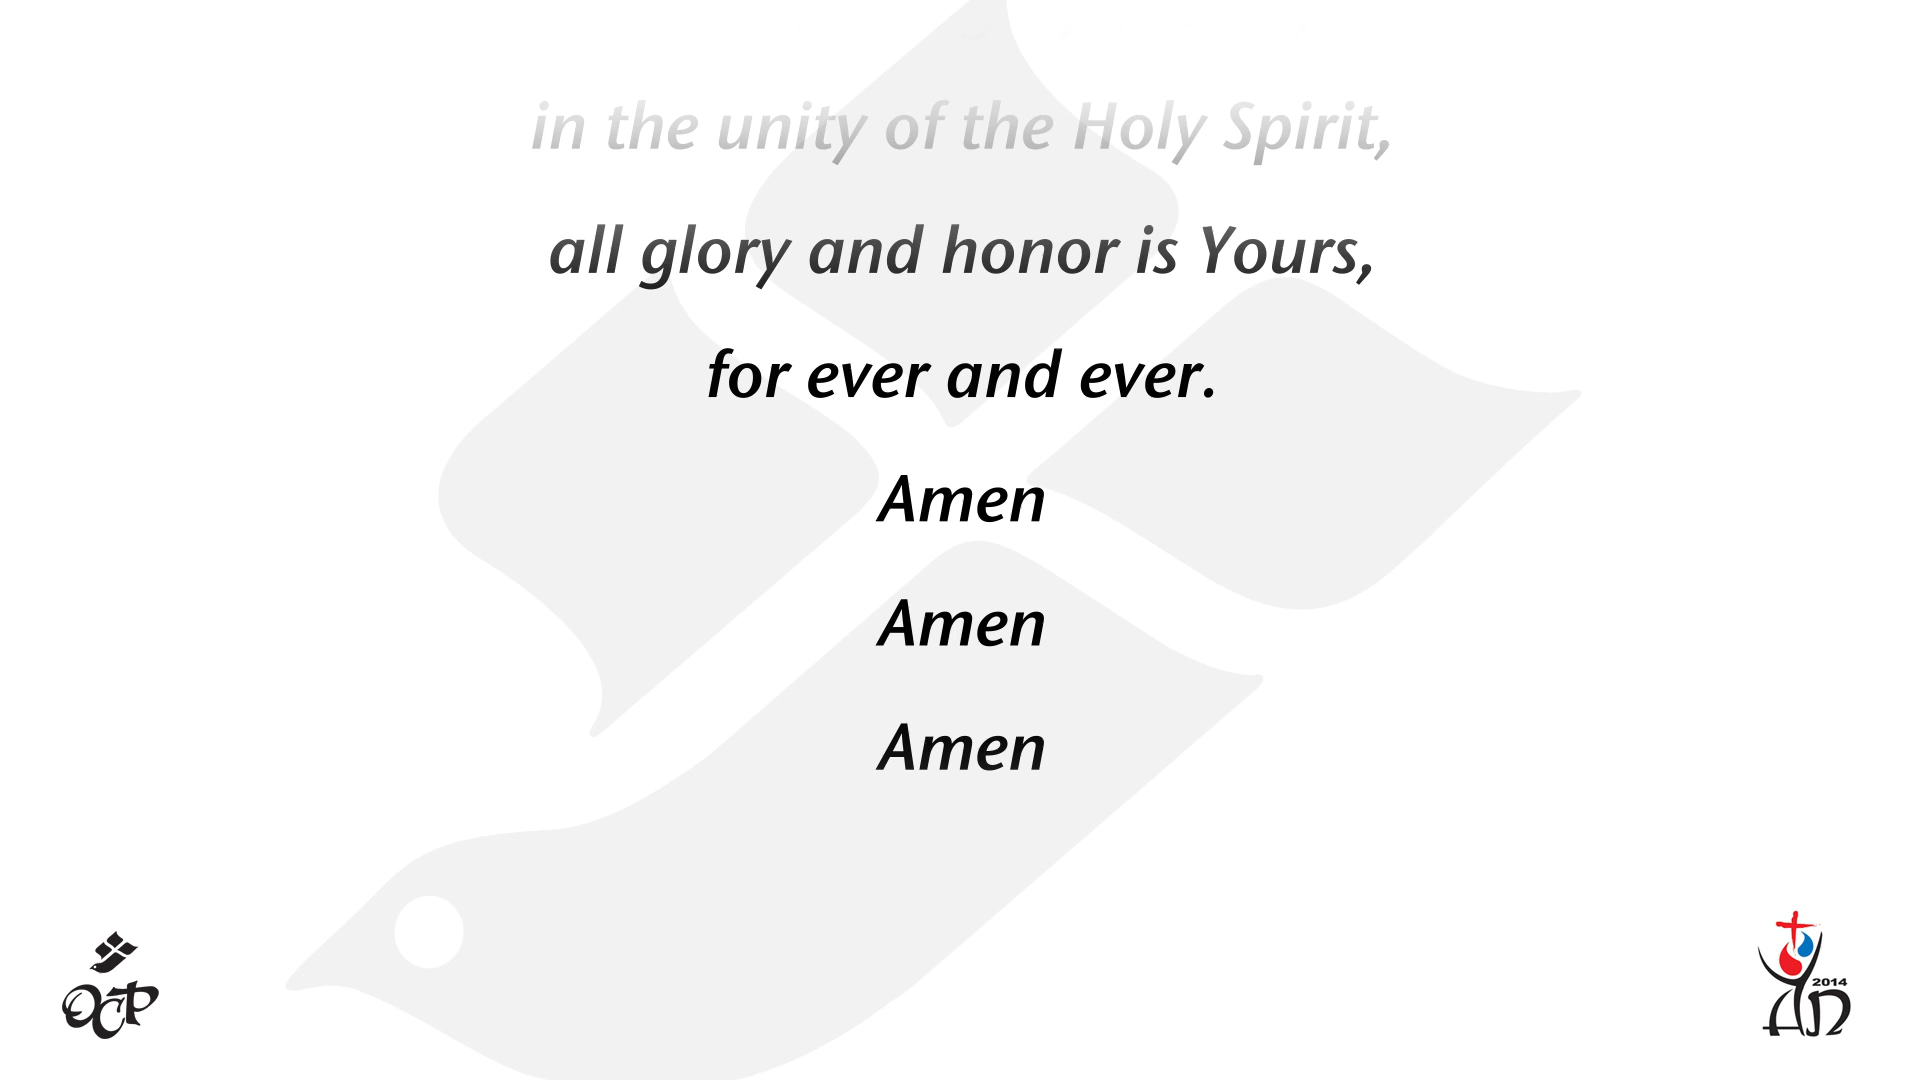 in the unity of the Holy Spirit,
all glory and honor is Yours,
for ever and ever.
Amen
Amen
Amen
OCP
2014